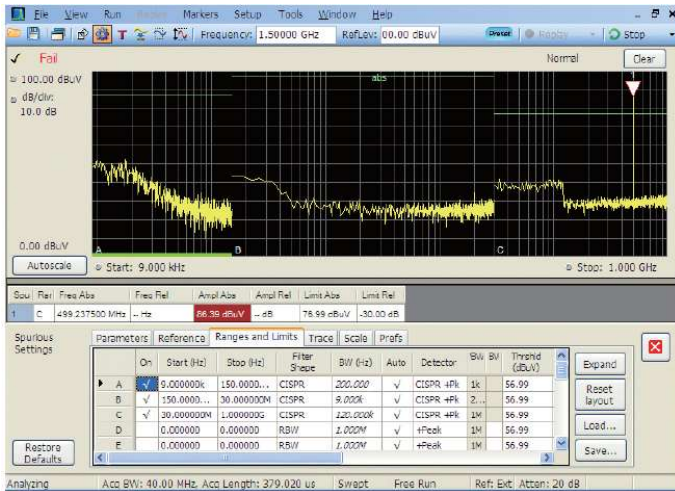 File View Run Markers Setup Tools Window Help
Frequency: 1.50000 GHz RefLev: 00.00 dBuV Preset Replay Stop
Fail Normal Clear
100.00 dBuV abs
dB/div:
10.0 dB
0.00 dBuV A B C
Autoscale Start: 9.000 kHz Stop: 1.000 GHz
Spu Ran Freq Abs Freq Rel Ampl Abs Ampl Rel Limit Abs Limit Rel
1 C 499.237500 MHz -- Hz 86.39 dBuV -- dB 76.99 dBuV -30.00 dB
Spurious Settings
Parameters Reference Ranges and Limits Trace Scale Prefs
On Start (Hz) Stop (Hz) Filter Shape BW (Hz) Auto Detector Thrshld (dBuV)
A √ 9.000000k 150.0000... CISPR 200.000 √ CISPR +Pk 1k 56.99
B √ 150.0000... 30.000000M CISPR 9.000k √ CISPR +Pk 2... 56.99
C √ 30.000000M 1.000000G CISPR 120.000k √ CISPR +Pk 1M 56.99
D 0.000000 0.000000 RBW 1.000M √ +Peak 1M 56.99
E 0.000000 0.000000 RBW 1.000M √ +Peak 1M 56.99
Expand
Reset layout
Load...
Save...
Restore Defaults
Analyzing Acq BW: 40.00 MHz, Acq Length: 379.020 us Swept Free Run Ref: Ext Atten: 20 dB